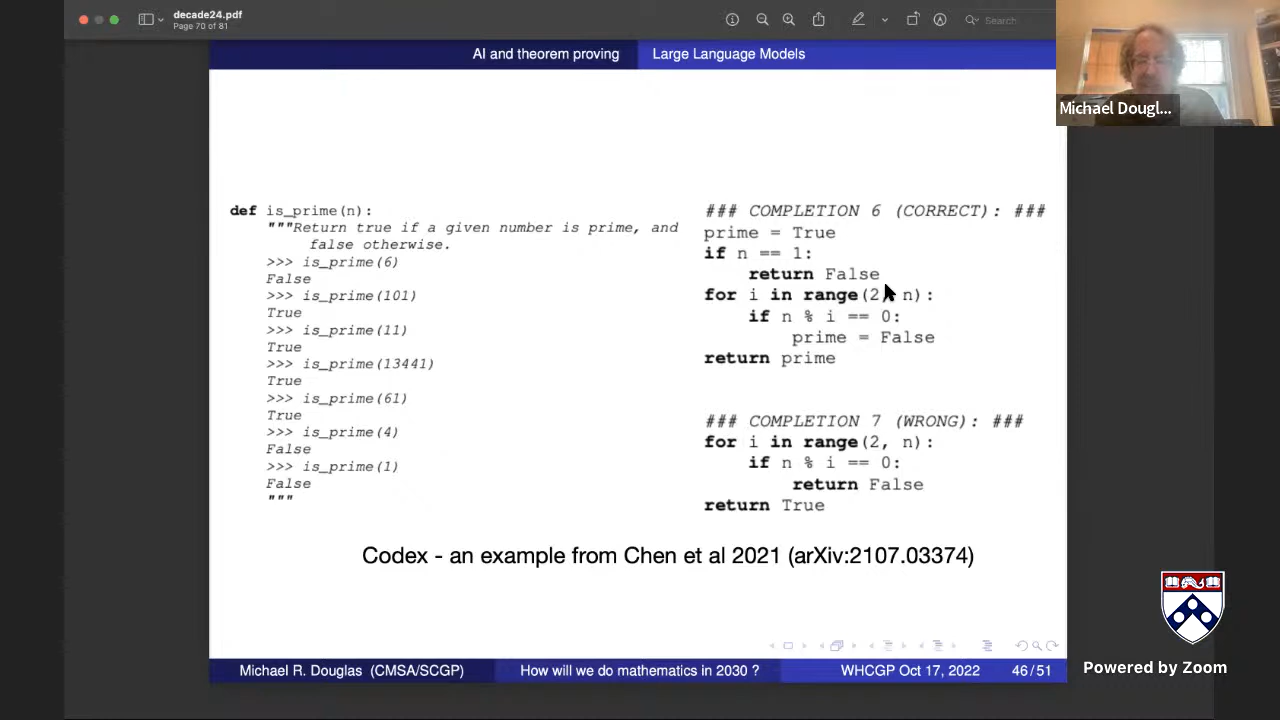 decade24.pdf
Page 70 of 81
Search
AI and theorem proving
Large Language Models
Michael Dougl...
def is_prime(n):
"""Return true if a given number is prime, and
false otherwise.
>>> is_prime(6)
False
>>> is_prime(101)
True
>>> is_prime(11)
True
>>> is_prime(13441)
True
>>> is_prime(61)
True
>>> is_prime(4)
False
>>> is_prime(1)
False
"""
### COMPLETION 6 (CORRECT): ###
prime = True
if n == 1:
return False
for i in range(2, n):
if n % i == 0:
prime = False
return prime
### COMPLETION 7 (WRONG): ###
for i in range(2, n):
if n % i == 0:
return False
return True
Codex - an example from Chen et al 2021 (arXiv:2107.03374)
Michael R. Douglas (CMSA/SCGP)
How will we do mathematics in 2030 ?
WHCGP Oct 17, 2022
46 / 51
Powered by Zoom